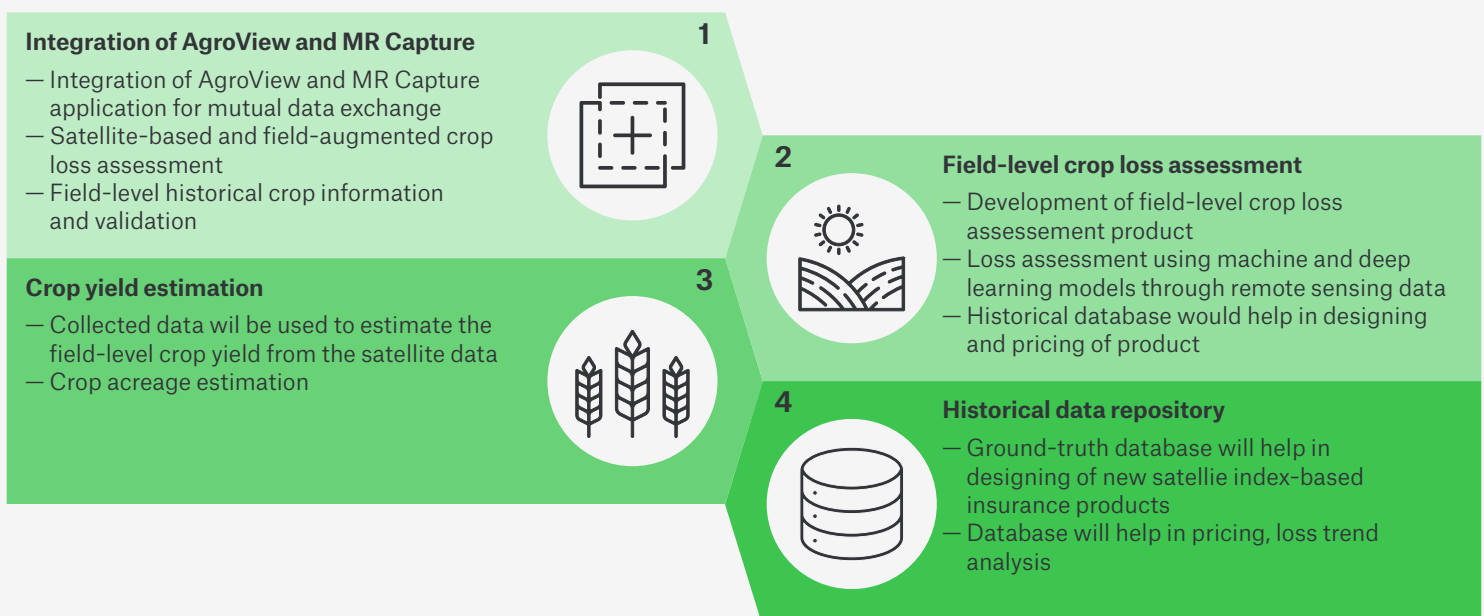 1
Integration of AgroView and MR Capture
— Integration of AgroView and MR Capture
application for mutual data exchange
— Satellite-based and field-augmented crop
loss assessment
— Field-level historical crop information
and validation
2
Field-level crop loss assessment
— Development of field-level crop loss
assessement product
— Loss assessment using machine and deep
learning models through remote sensing data
— Historical database would help in designing
and pricing of product
3
Crop yield estimation
— Collected data wil be used to estimate the
field-level crop yield from the satellite data
— Crop acreage estimation
4
Historical data repository
— Ground-truth database will help in
designing of new satellie index-based
insurance products
— Database will help in pricing, loss trend
analysis